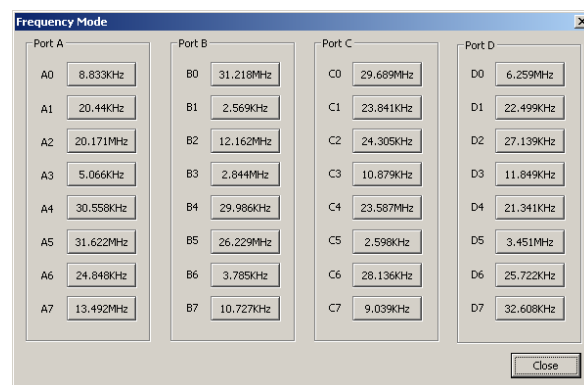 Frequency Mode
Port A
Port B
Port C
Port D
A0 8.833KHz B0 31.218MHz C0 29.689MHz D0 6.259MHz
A1 20.44KHz B1 2.569KHz C1 23.841KHz D1 22.499KHz
A2 20.171MHz B2 12.162MHz C2 24.305KHz D2 27.139KHz
A3 5.066KHz B3 2.844MHz C3 10.879KHz D3 11.849KHz
A4 30.558KHz B4 29.986KHz C4 23.587MHz D4 21.341KHz
A5 31.622MHz B5 26.229MHz C5 2.598KHz D5 3.451MHz
A6 24.848KHz B6 3.785KHz C6 28.136KHz D6 25.722KHz
A7 13.492MHz B7 10.727KHz C7 9.039KHz D7 32.608KHz
Close